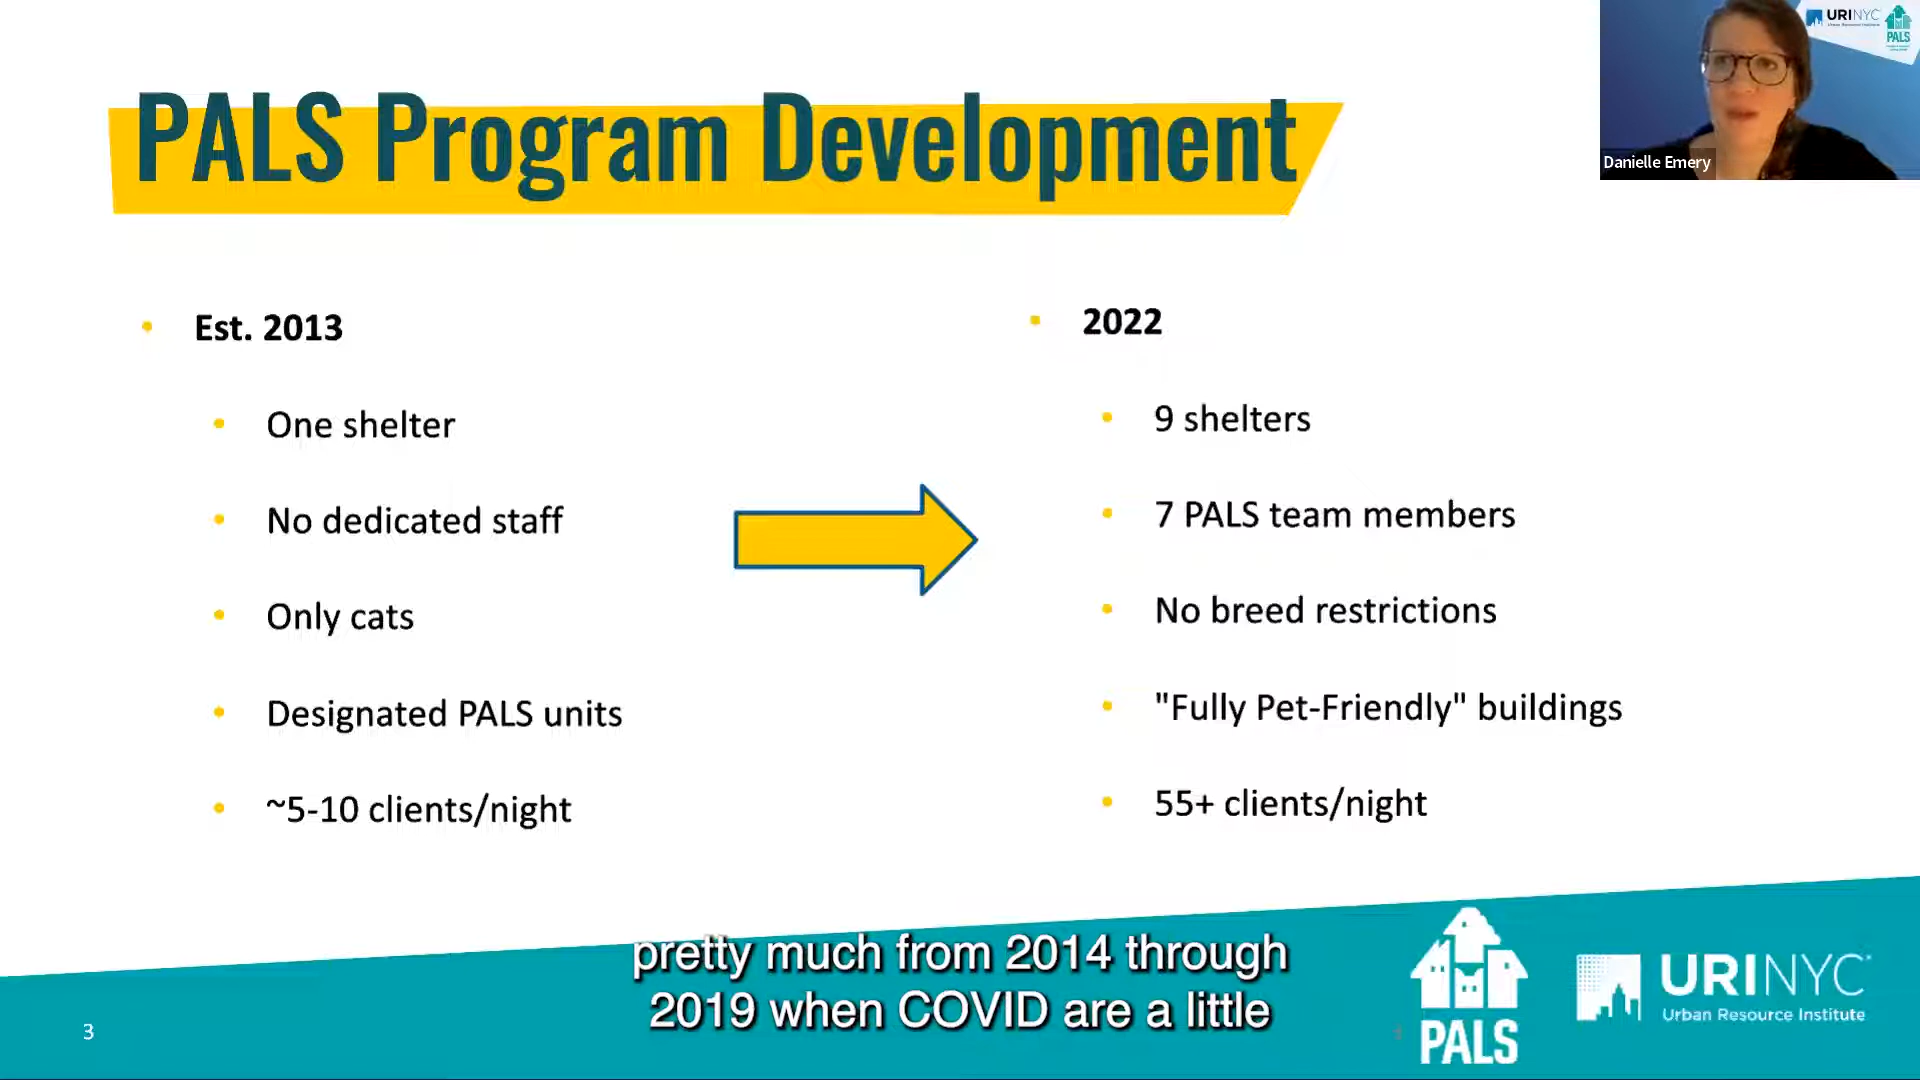 PALS Program Development
URINYC
PALS
Danielle Emery
Est. 2013
One shelter
No dedicated staff
Only cats
Designated PALS units
~5-10 clients/night
2022
9 shelters
7 PALS team members
No breed restrictions
"Fully Pet-Friendly" buildings
55+ clients/night
pretty much from 2014 through
2019 when COVID are a little
3
PALS
URINYC
Urban Resource Institute